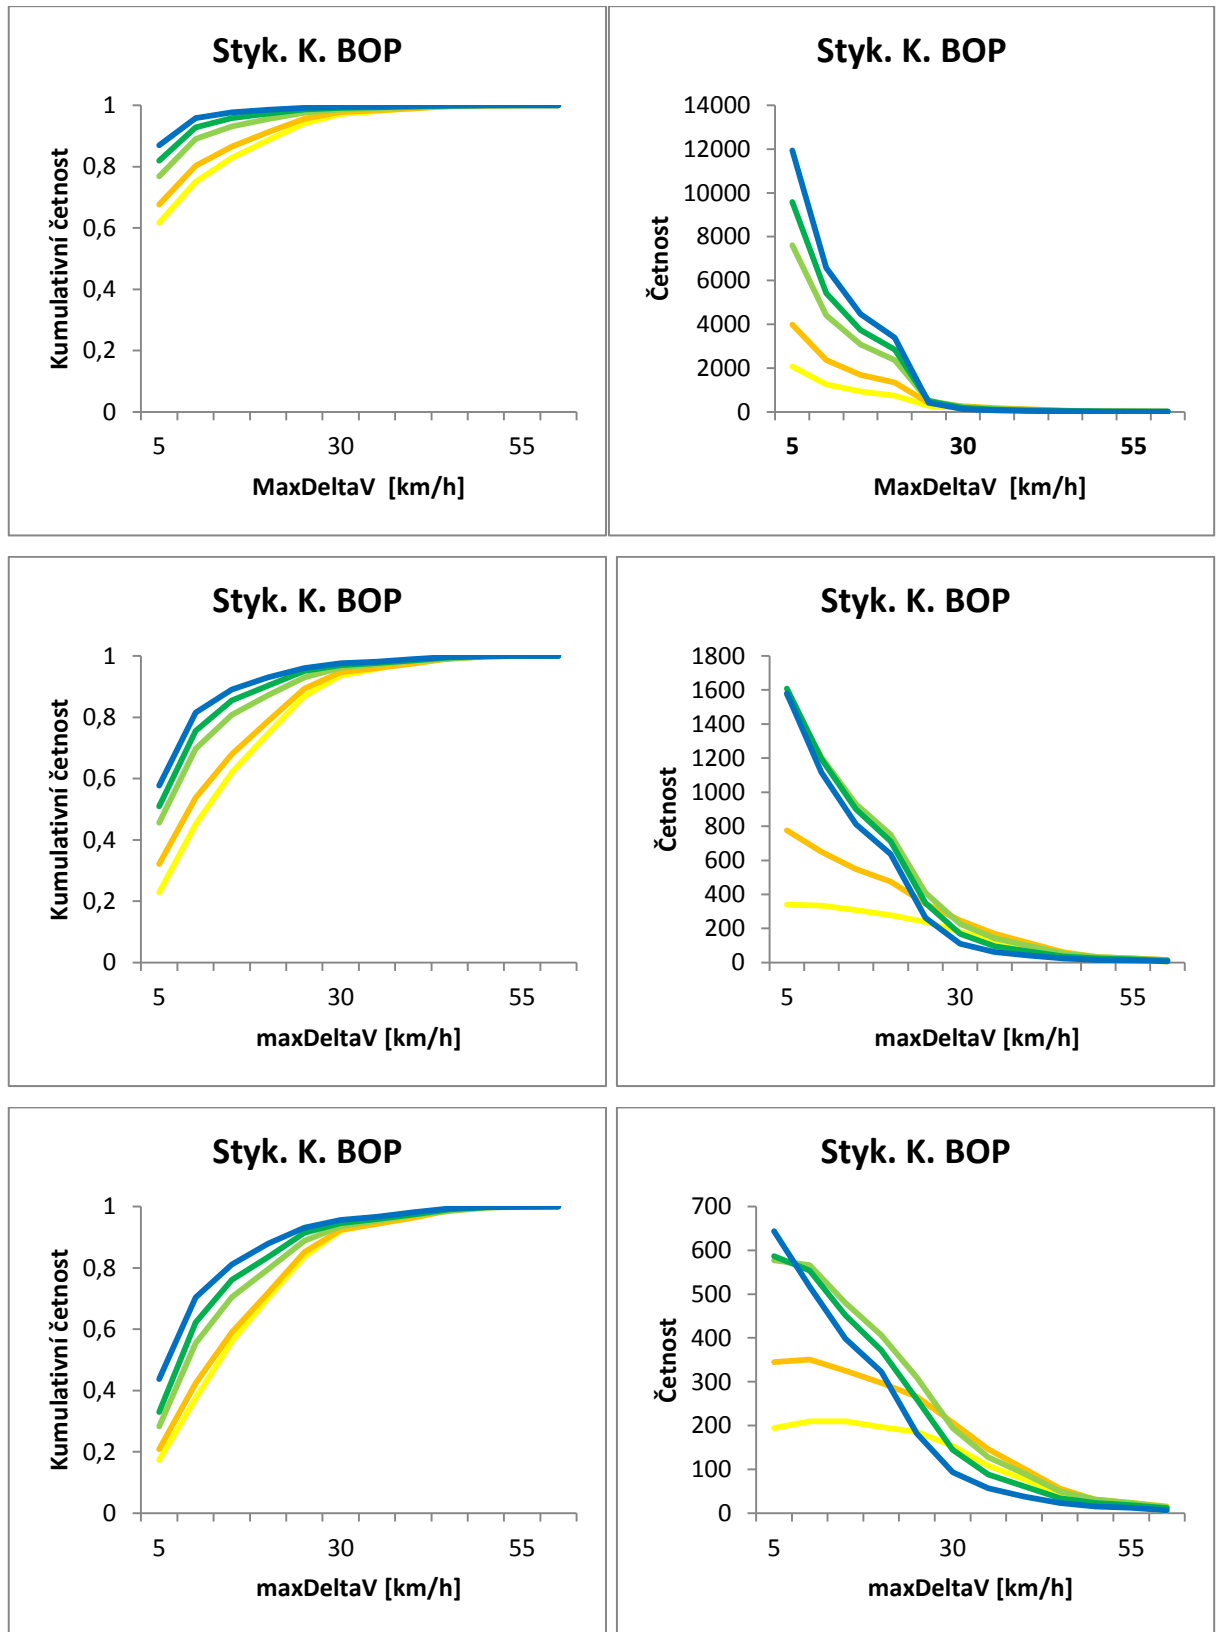 Styk. K. BOP
Kumulativní četnost
1
0,8
0,6
0,4
0,2
0
5 30 55
MaxDeltaV [km/h]
Styk. K. BOP
Četnost
14000
12000
10000
8000
6000
4000
2000
0
5 30 55
MaxDeltaV [km/h]
Styk. K. BOP
Kumulativní četnost
1
0,8
0,6
0,4
0,2
0
5 30 55
maxDeltaV [km/h]
Styk. K. BOP
Četnost
1800
1600
1400
1200
1000
800
600
400
200
0
5 30 55
maxDeltaV [km/h]
Styk. K. BOP
Kumulativní četnost
1
0,8
0,6
0,4
0,2
0
5 30 55
maxDeltaV [km/h]
Styk. K. BOP
Četnost
700
600
500
400
300
200
100
0
5 30 55
maxDeltaV [km/h]